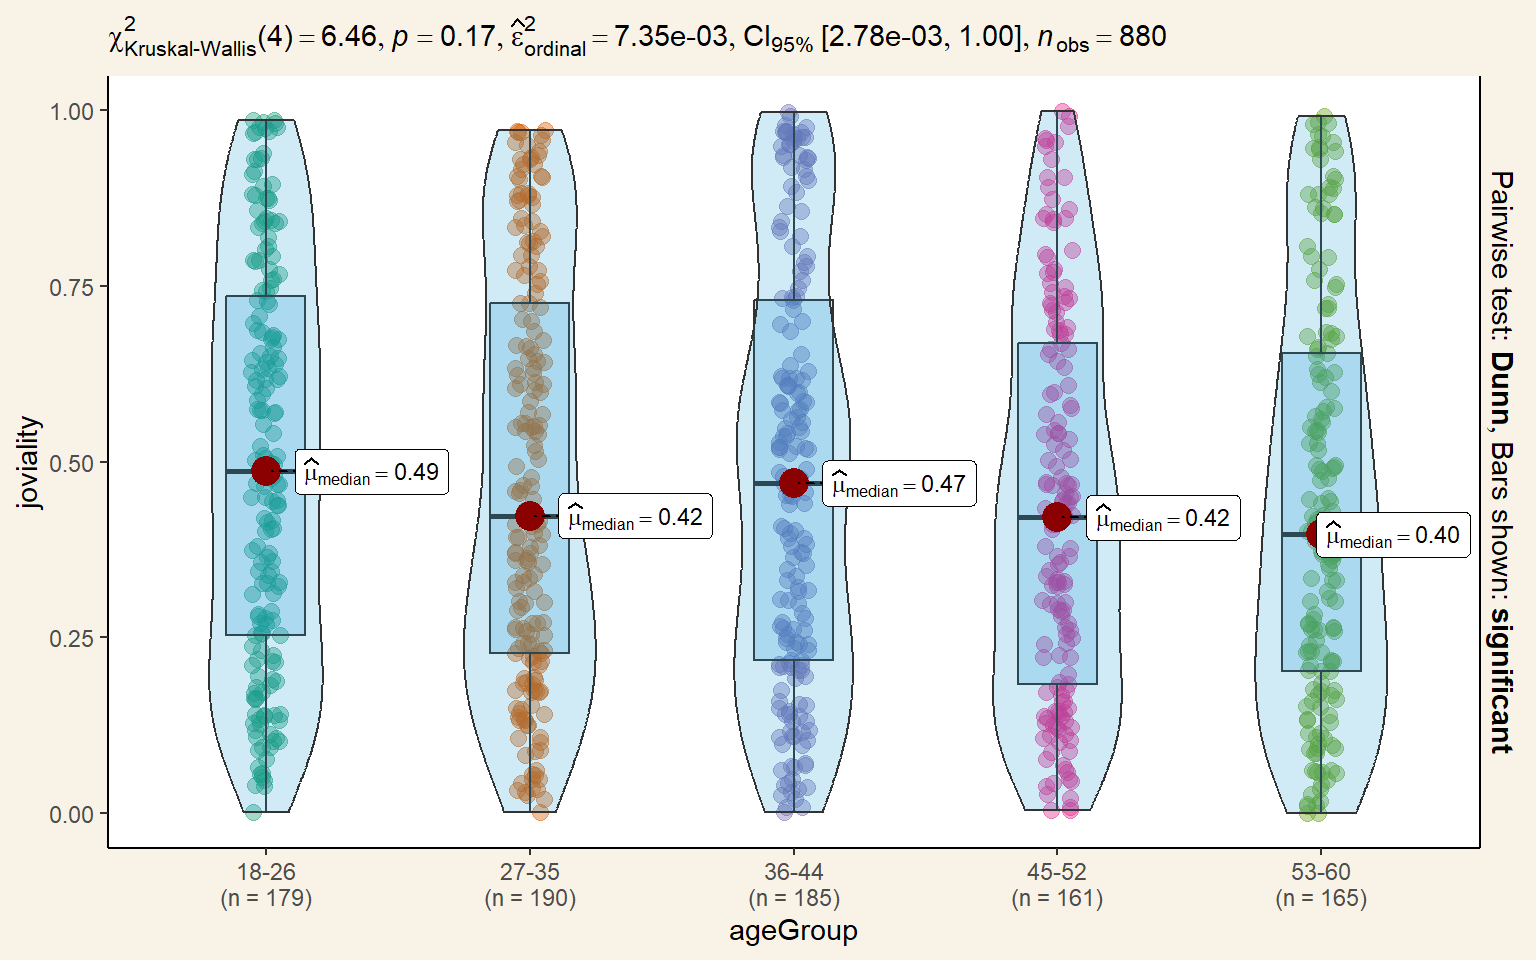 χ²Kruskal-Wallis(4) = 6.46, p = 0.17, ε̂²ordinal = 7.35e-03, CI95% [2.78e-03, 1.00], nobs = 880
1.00
0.75
0.50
0.25
0.00
joviality
μ̂median = 0.49
μ̂median = 0.42
μ̂median = 0.47
μ̂median = 0.42
μ̂median = 0.40
Pairwise test: Dunn, Bars shown: significant
18-26
(n = 179)
27-35
(n = 190)
36-44
(n = 185)
45-52
(n = 161)
53-60
(n = 165)
ageGroup